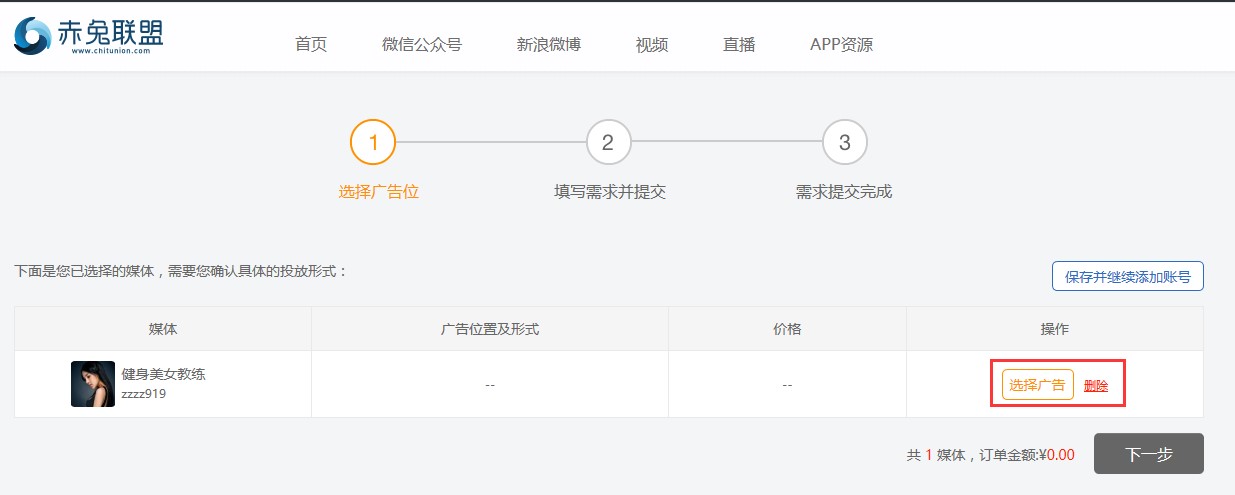 赤兔联盟
www.chitunion.com
首页 微信公众号 新浪微博 视频 直播 APP资源
1 2 3
选择广告位 填写需求并提交 需求提交完成
下面是您已选择的媒体，需要您确认具体的投放形式：
保存并继续添加账号
媒体 广告位置及形式 价格 操作
健身美女教练
zzzz919
-- -- 选择广告 删除
共 1 媒体，订单金额:¥0.00 下一步